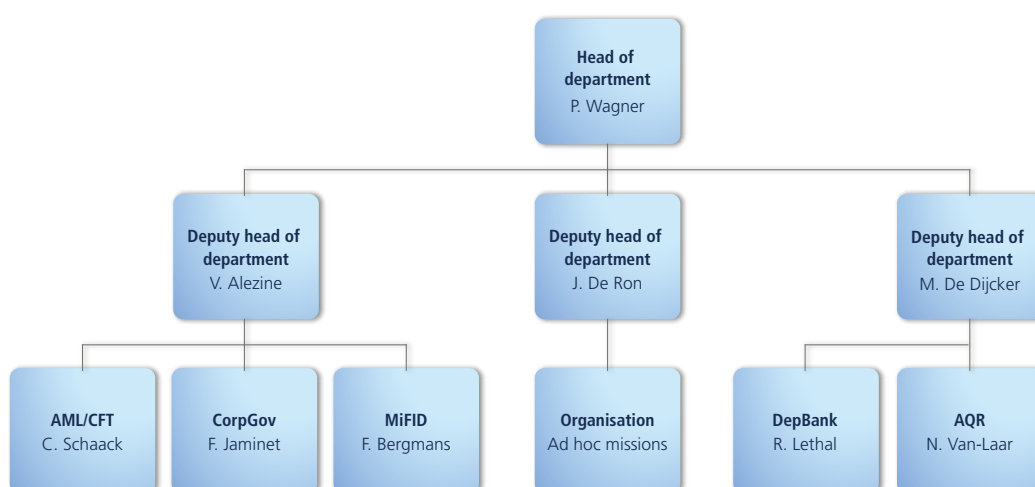 Head of
department
P. Wagner
Deputy head of
department
V. Alezine
Deputy head of
department
J. De Ron
Deputy head of
department
M. De Dijcker
AML/CFT
C. Schaack
CorpGov
F. Jaminet
MiFID
F. Bergmans
Organisation
Ad hoc missions
DepBank
R. Lethal
AQR
N. Van-Laar